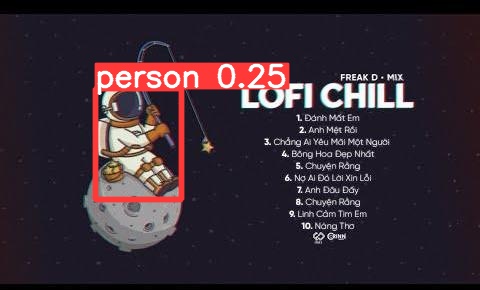 person 0.25
FREAK D • MIX
LOFI CHILL
1. Đánh Mất Em
2. Anh Mệt Rồi
3. Chẳng Ai Yêu Mãi Một Người
4. Bông Hoa Đẹp Nhất
5. Chuyện Rằng
6. Nợ Ai Đó Lời Xin Lỗi
7. Anh Đâu Đấy
8. Chuyện Rằng
9. Linh Cảm Tim Em
10. Nàng Thơ